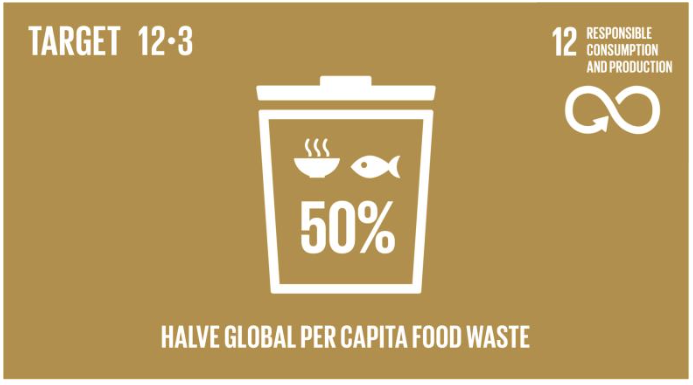 TARGET 12·3
12 RESPONSIBLE
CONSUMPTION
AND PRODUCTION
50%
HALVE GLOBAL PER CAPITA FOOD WASTE